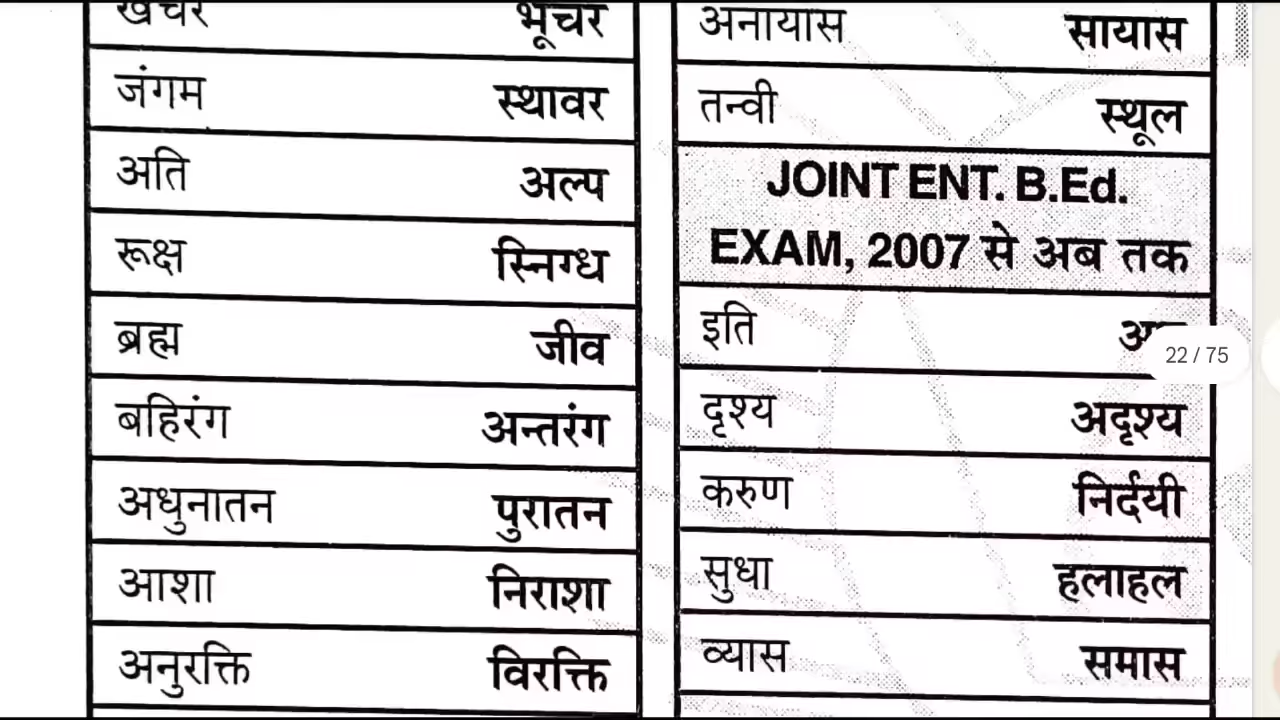 खेचर भूचर
जंगम स्थावर
अति अल्प
रूक्ष स्निग्ध
ब्रह्म जीव
बहिरंग अन्तरंग
अधुनातन पुरातन
आशा निराशा
अनुरक्ति विरक्ति
अनायास सायास
तन्वी स्थूल
JOINT ENT. B.Ed.
EXAM, 2007 से अब तक
इति
22 / 75
दृश्य अदृश्य
करुण निर्दयी
सुधा हलाहल
व्यास समास